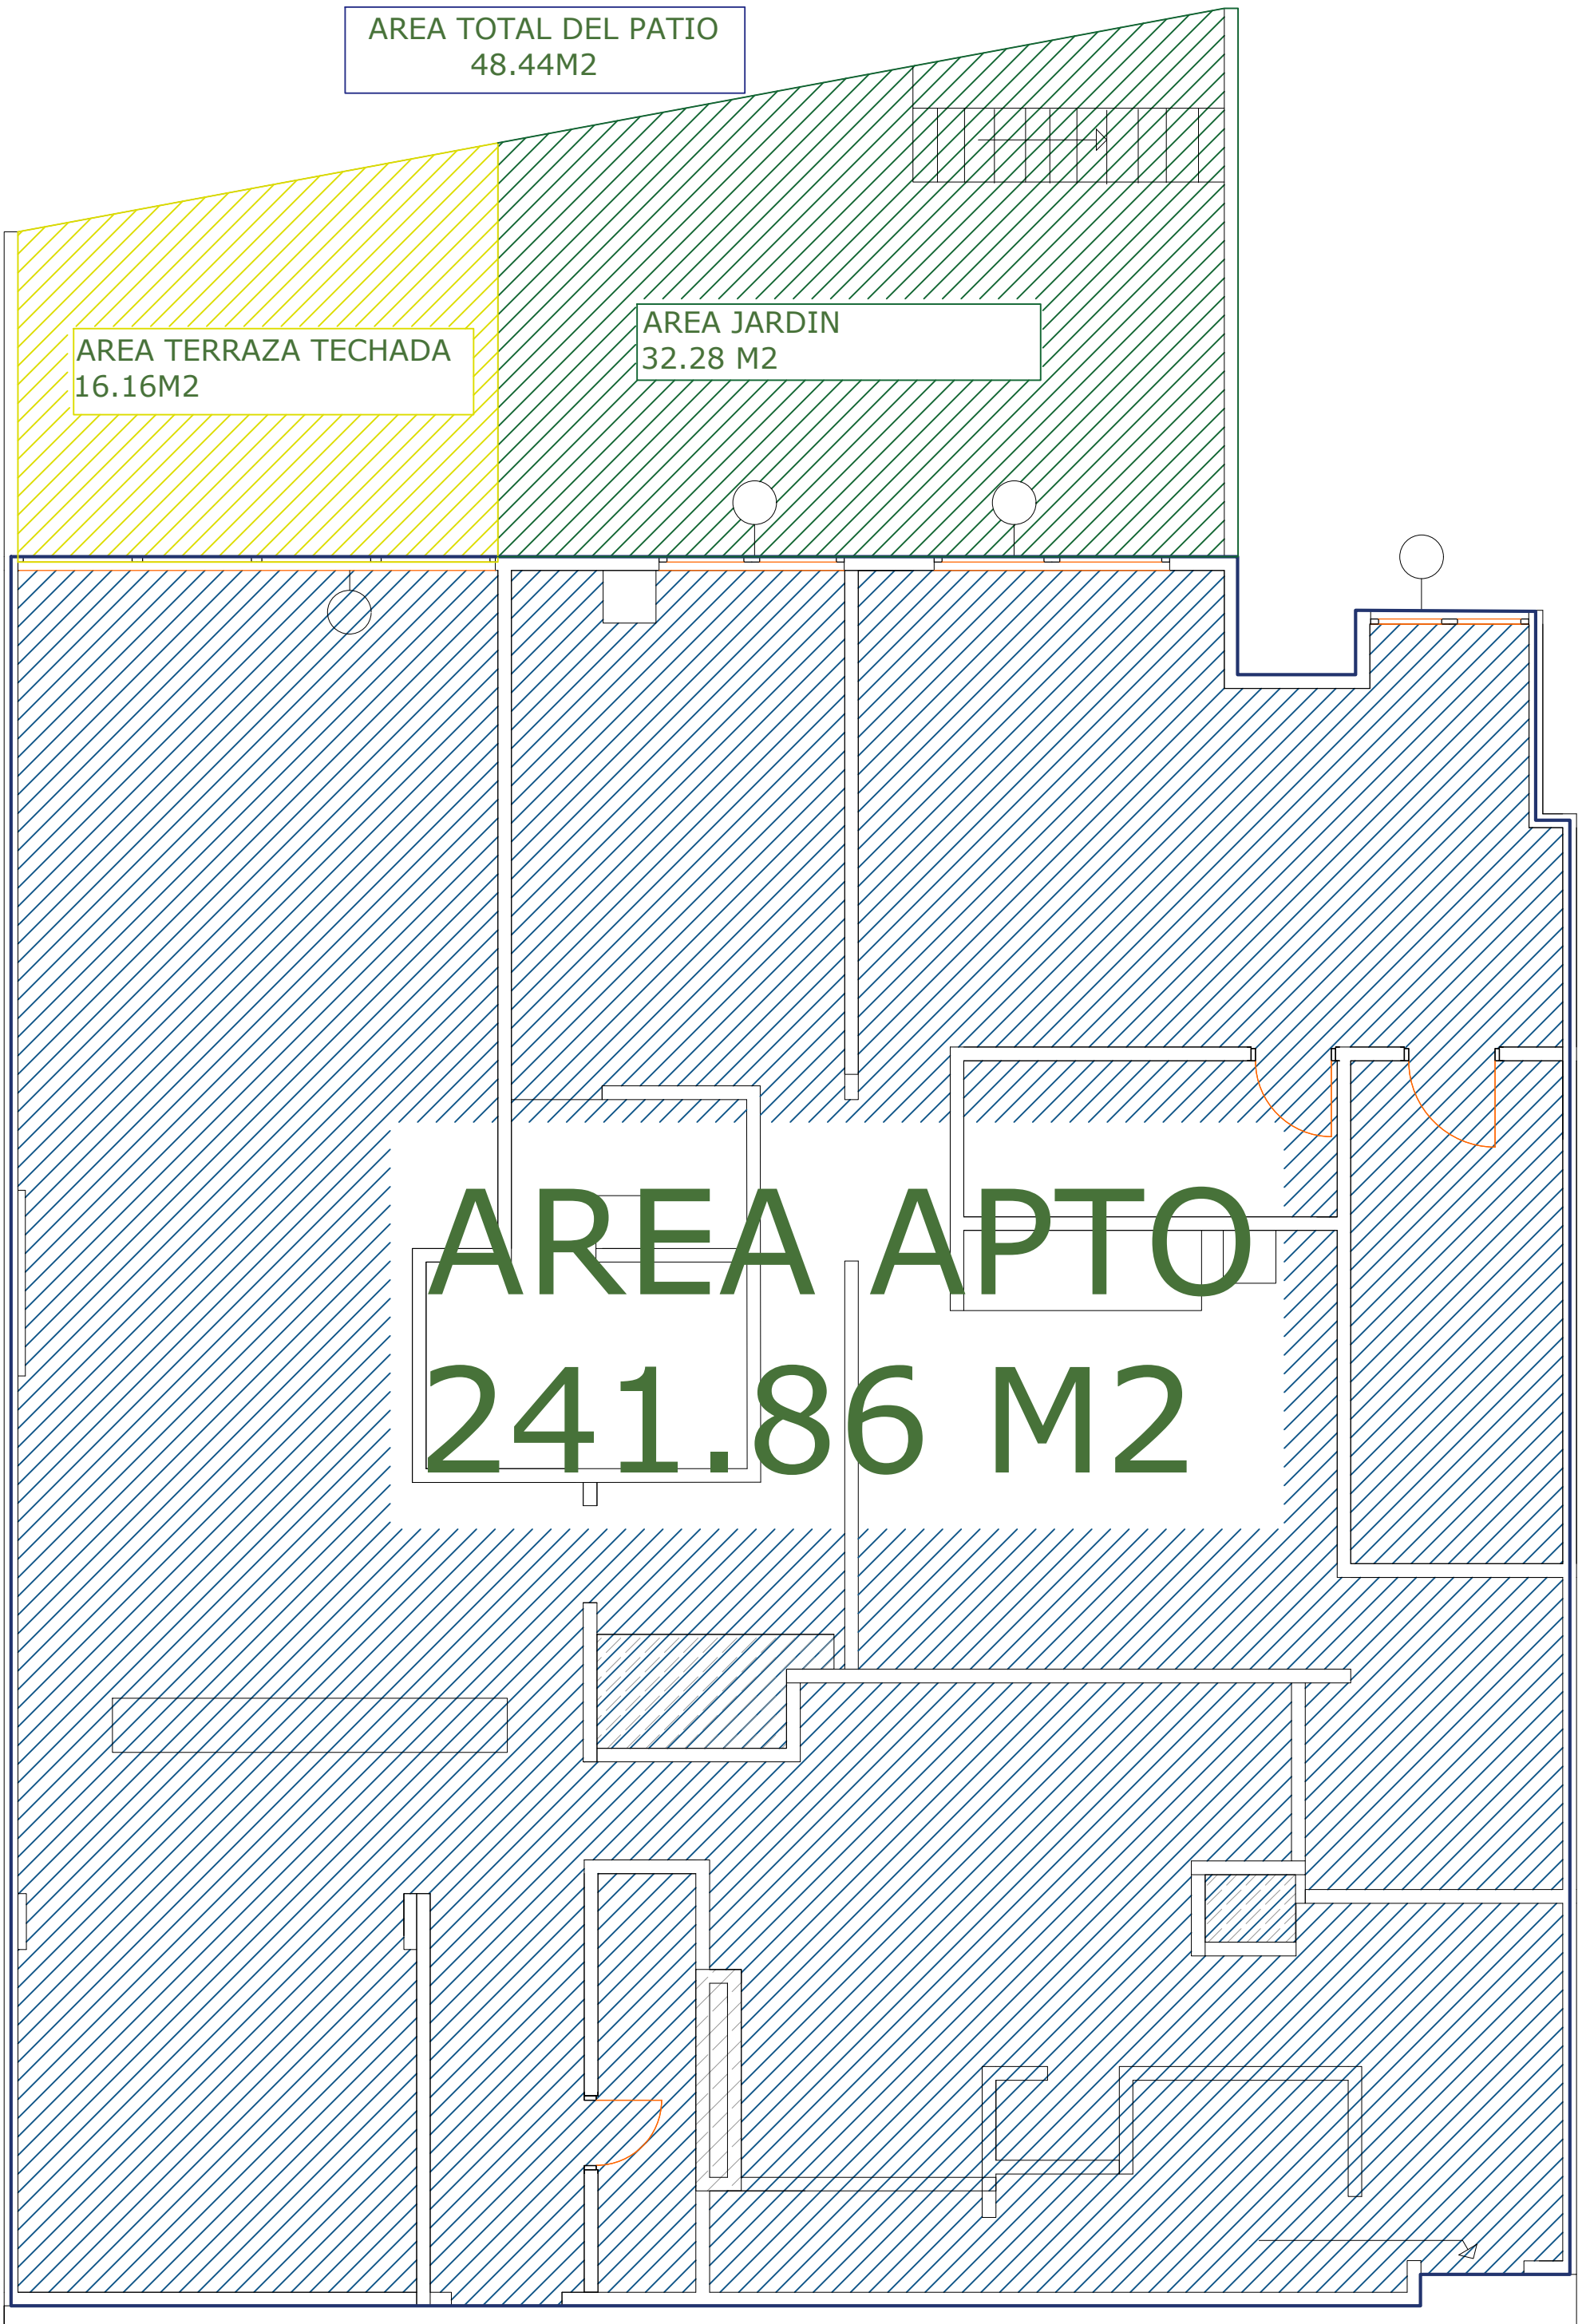 AREA TOTAL DEL PATIO
48.44M2
AREA JARDIN
32.28 M2
AREA TERRAZA TECHADA
16.16M2
AREA APTO
241.86 M2